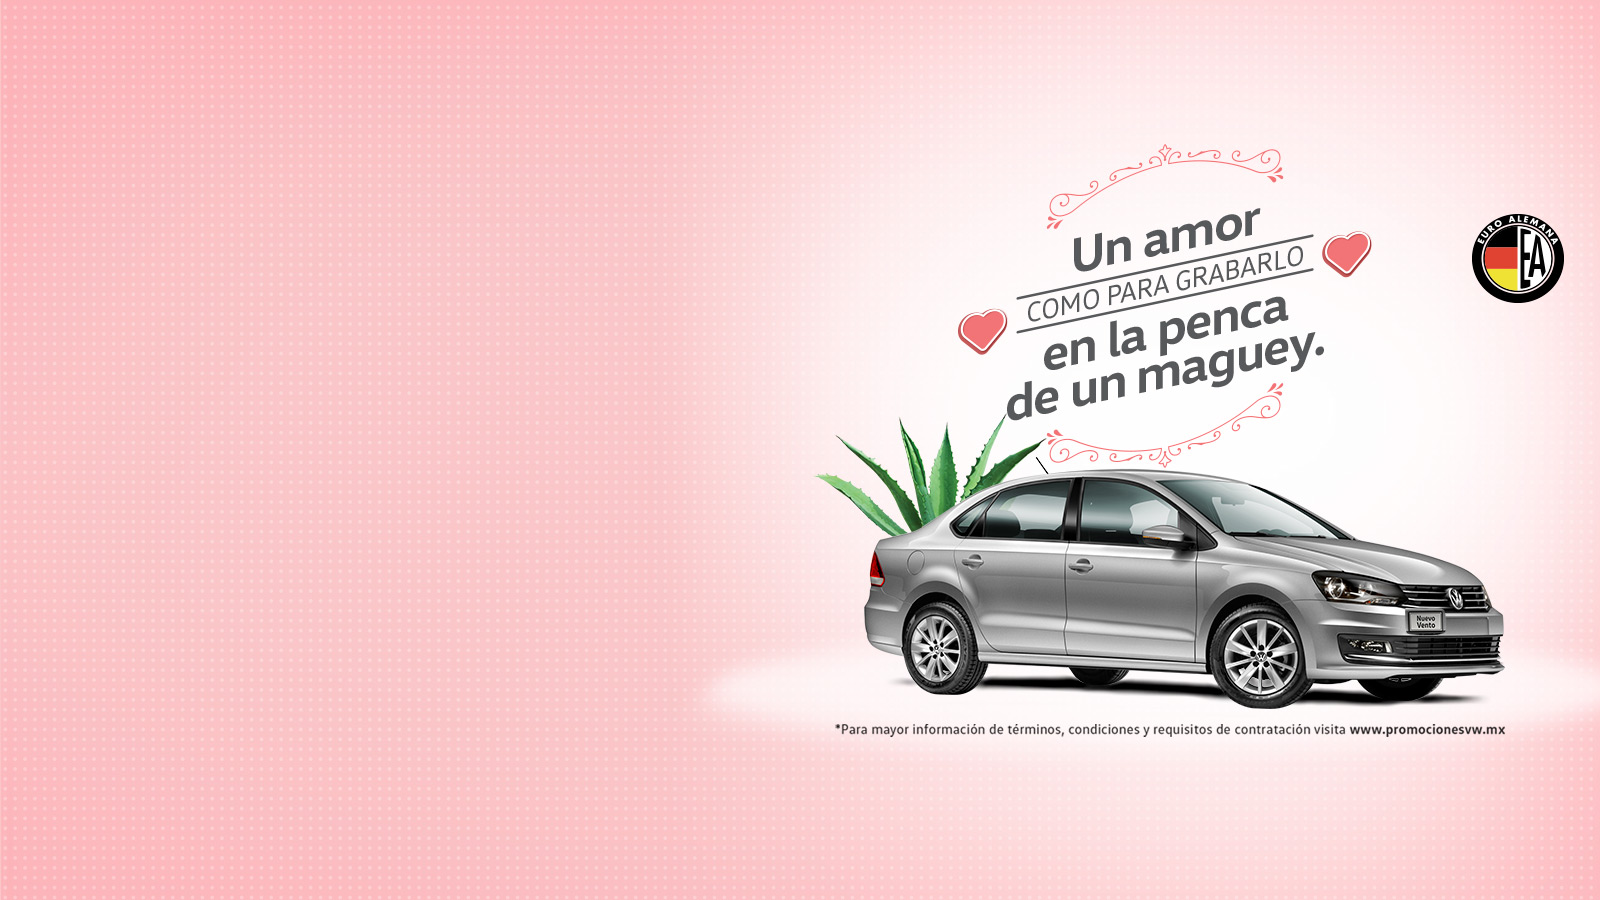 Un amor
COMO PARA GRABARLO
en la penca
de un maguey.
EURO ALEMANA
EA
Nuevo
Vento
*Para mayor información de términos, condiciones y requisitos de contratación visita www.promocionesvw.mx